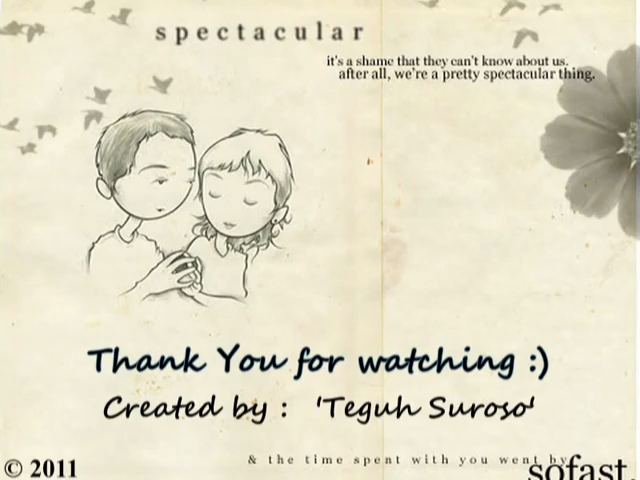 spectacular
it's a shame that they can't know about us.
after all, we're a pretty spectacular thing.
Thank You for watching :)
Created by : 'Teguh Suroso'
& the time spent with you went by
sofast.
© 2011